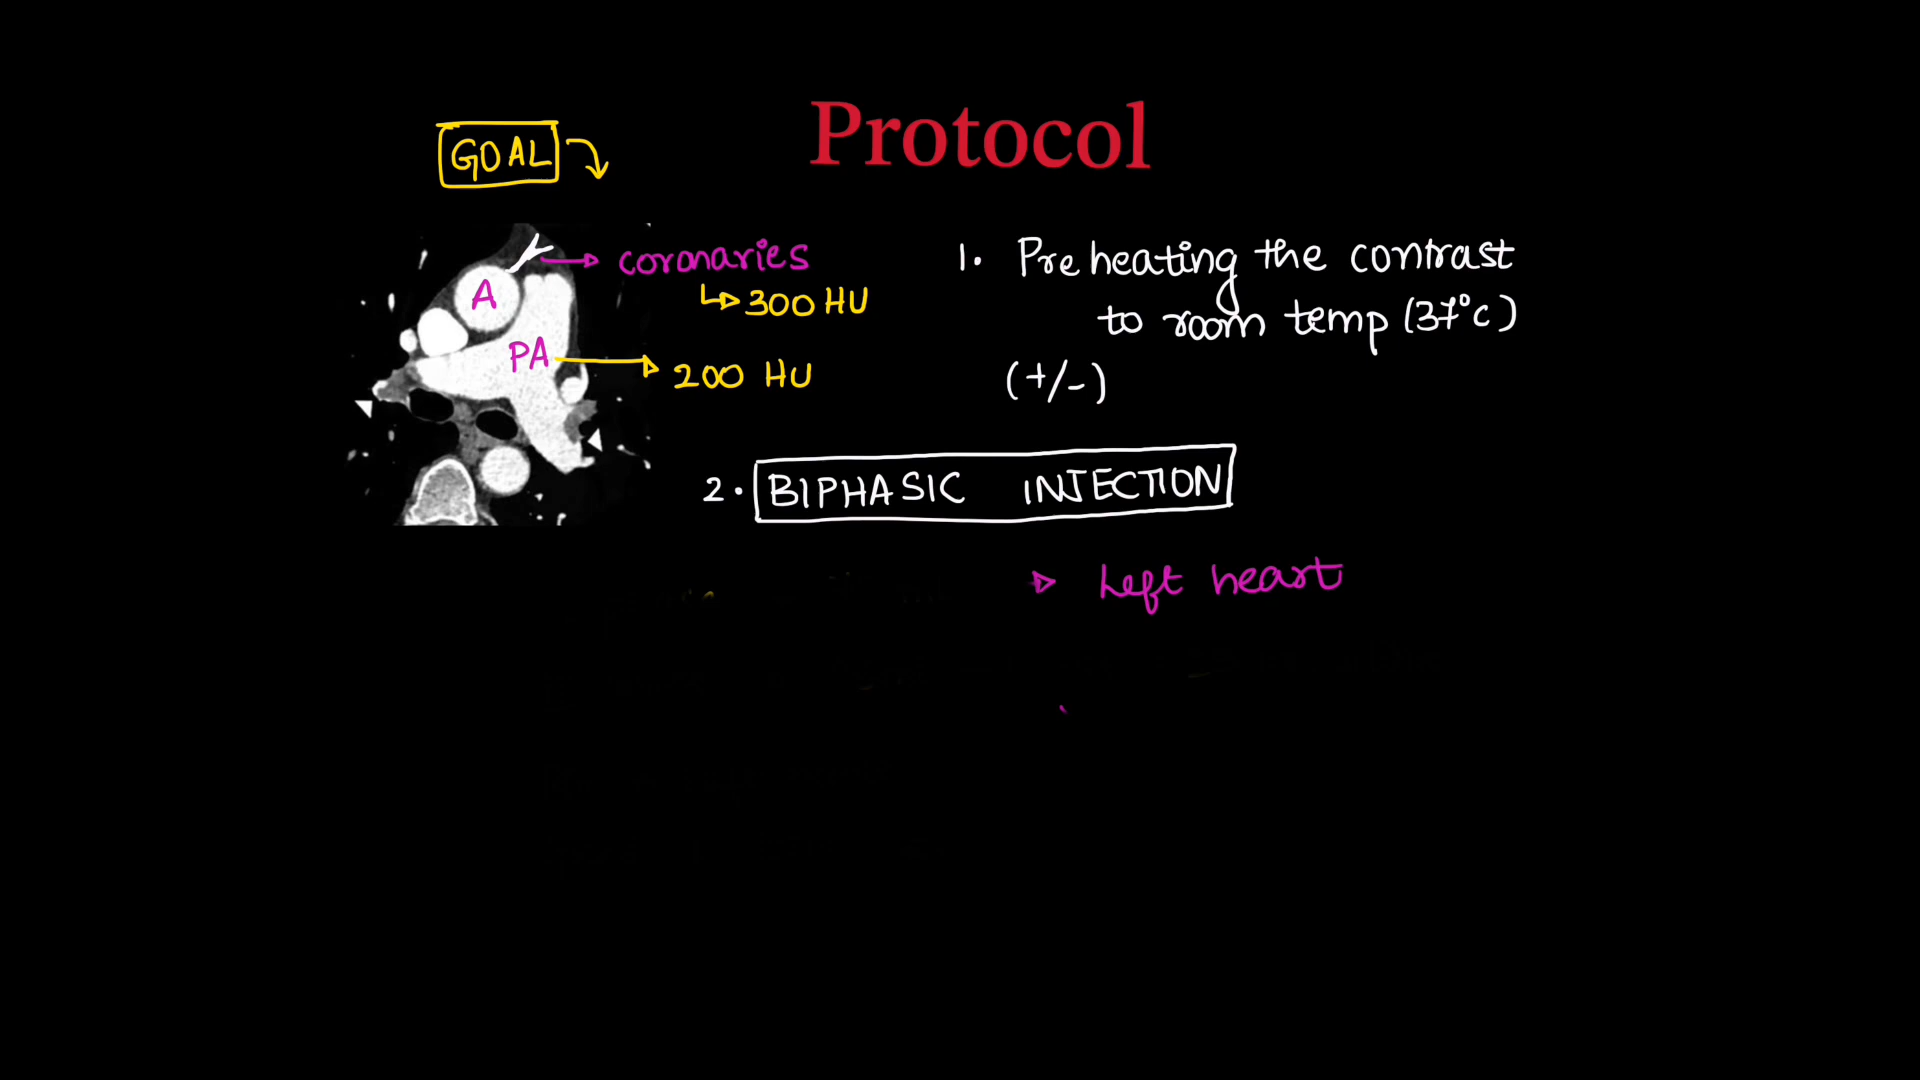 Protocol
GOAL
coronaries
300 HU
A
PA
200 HU
1. Preheating the contrast
to room temp (37°c)
(+/-)
2. BIPHASIC INJECTION
Left heart